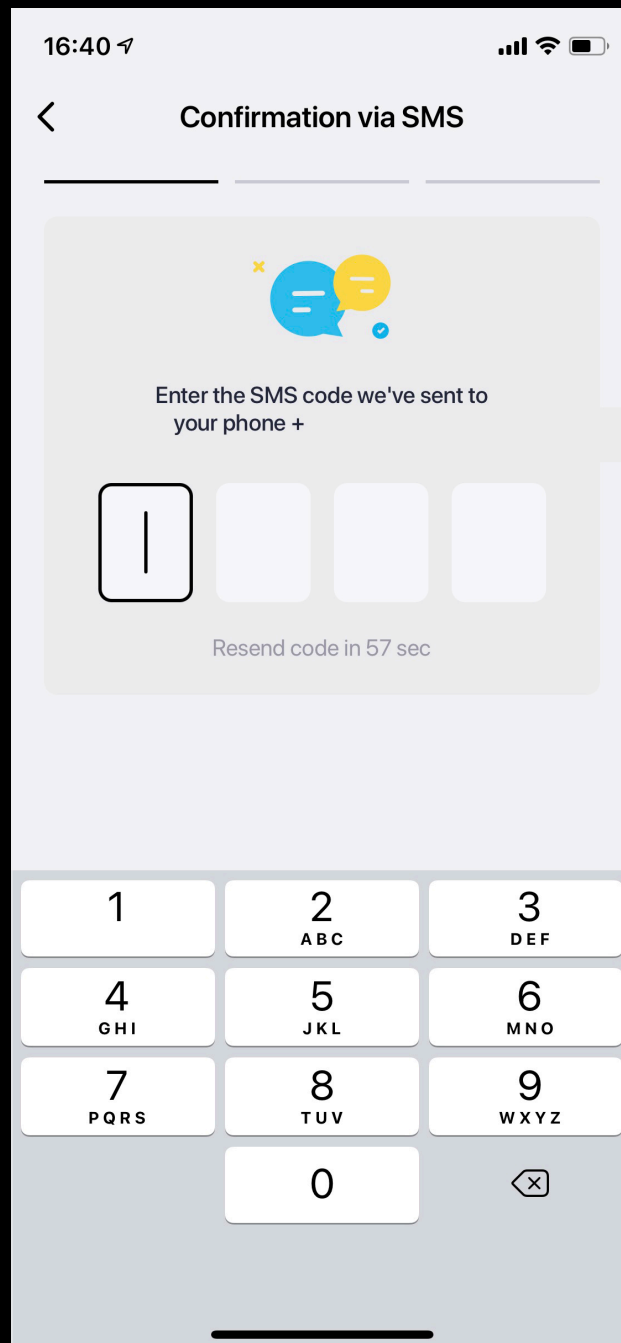 16:40
Confirmation via SMS
Enter the SMS code we've sent to
your phone +
Resend code in 57 sec
1 2 3
ABC DEF
4 5 6
GHI JKL MNO
7 8 9
PQRS TUV WXYZ
0